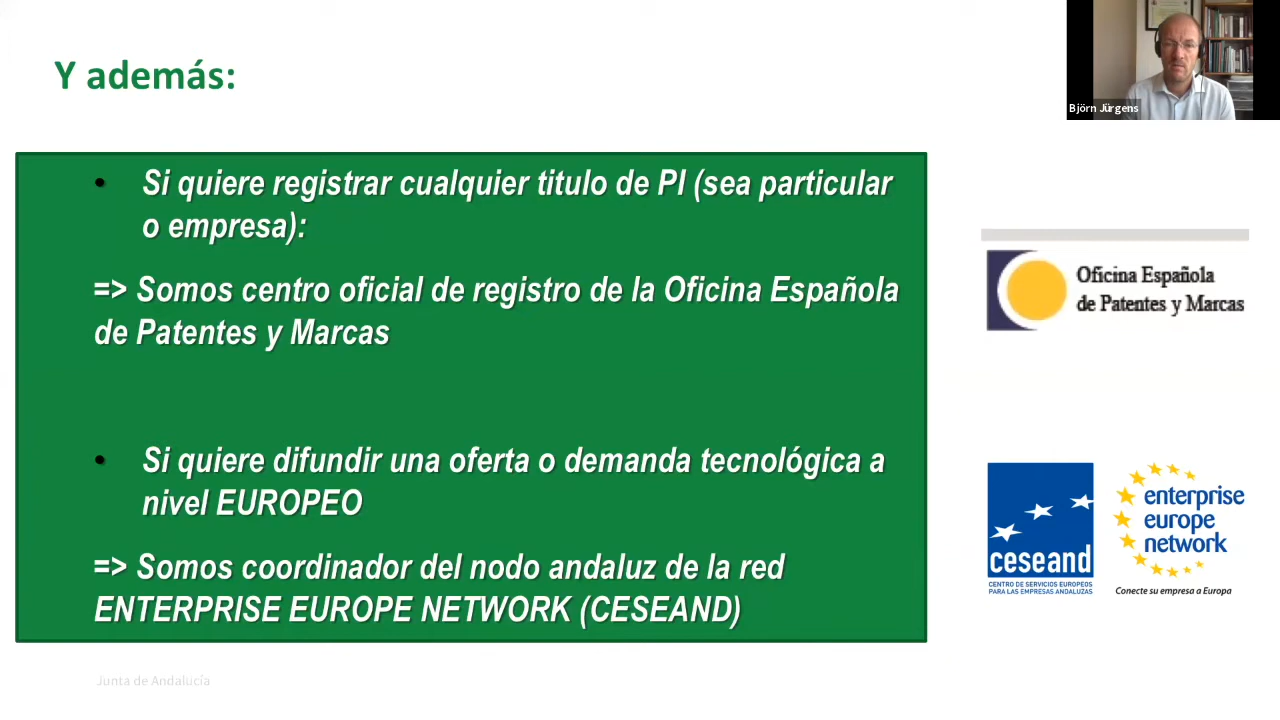 Y además:
Björn Jürgens
• Si quiere registrar cualquier titulo de PI (sea particular
o empresa):
=> Somos centro oficial de registro de la Oficina Española
de Patentes y Marcas
• Si quiere difundir una oferta o demanda tecnológica a
nivel EUROPEO
=> Somos coordinador del nodo andaluz de la red
ENTERPRISE EUROPE NETWORK (CESEAND)
Oficina Española
de Patentes y Marcas
ceseand
CENTRO DE SERVICIOS EUROPEOS
PARA LAS EMPRESAS ANDALUZAS
enterprise
europe
network
Conecte su empresa a Europa
Junta de Andalucía